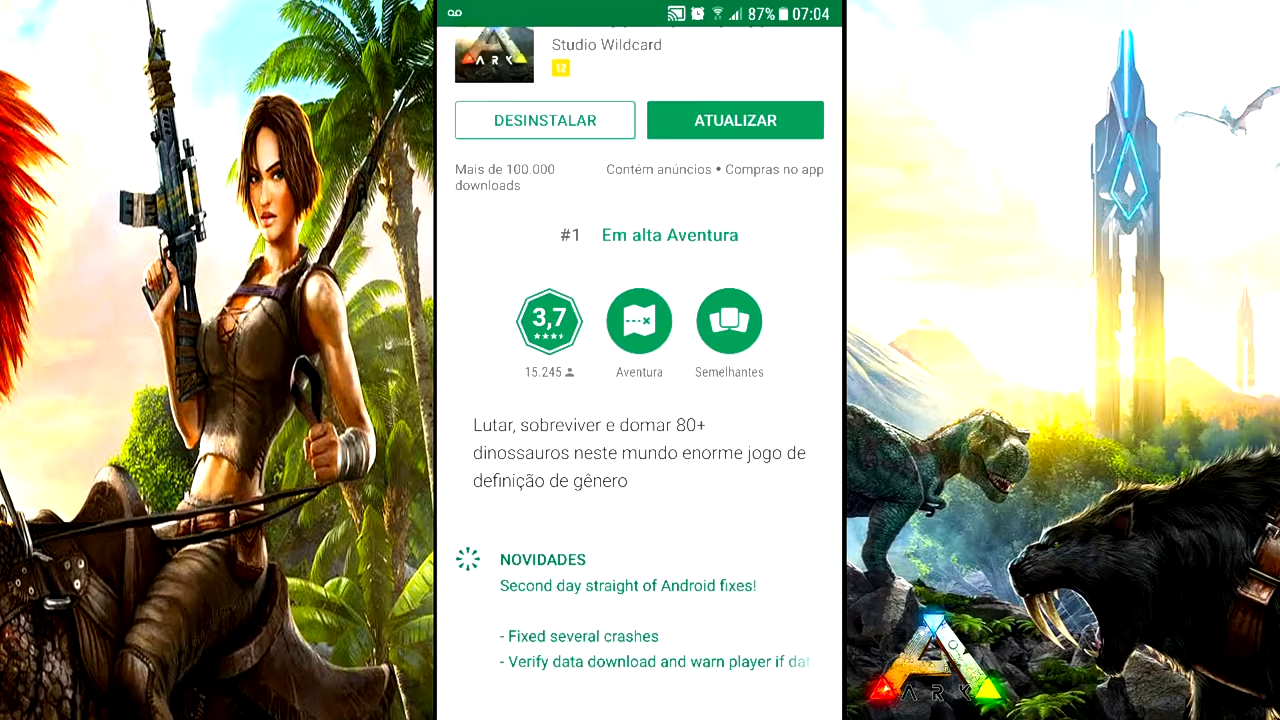 87% 07:04
ARK
Studio Wildcard
12
DESINSTALAR
ATUALIZAR
Mais de 100.000
downloads
Contém anúncios • Compras no app
#1 Em alta Aventura
3,7
15.245
Aventura
Semelhantes
Lutar, sobreviver e domar 80+
dinossauros neste mundo enorme jogo de
definição de gênero
NOVIDADES
Second day straight of Android fixes!
- Fixed several crashes
- Verify data download and warn player if dat
ARK